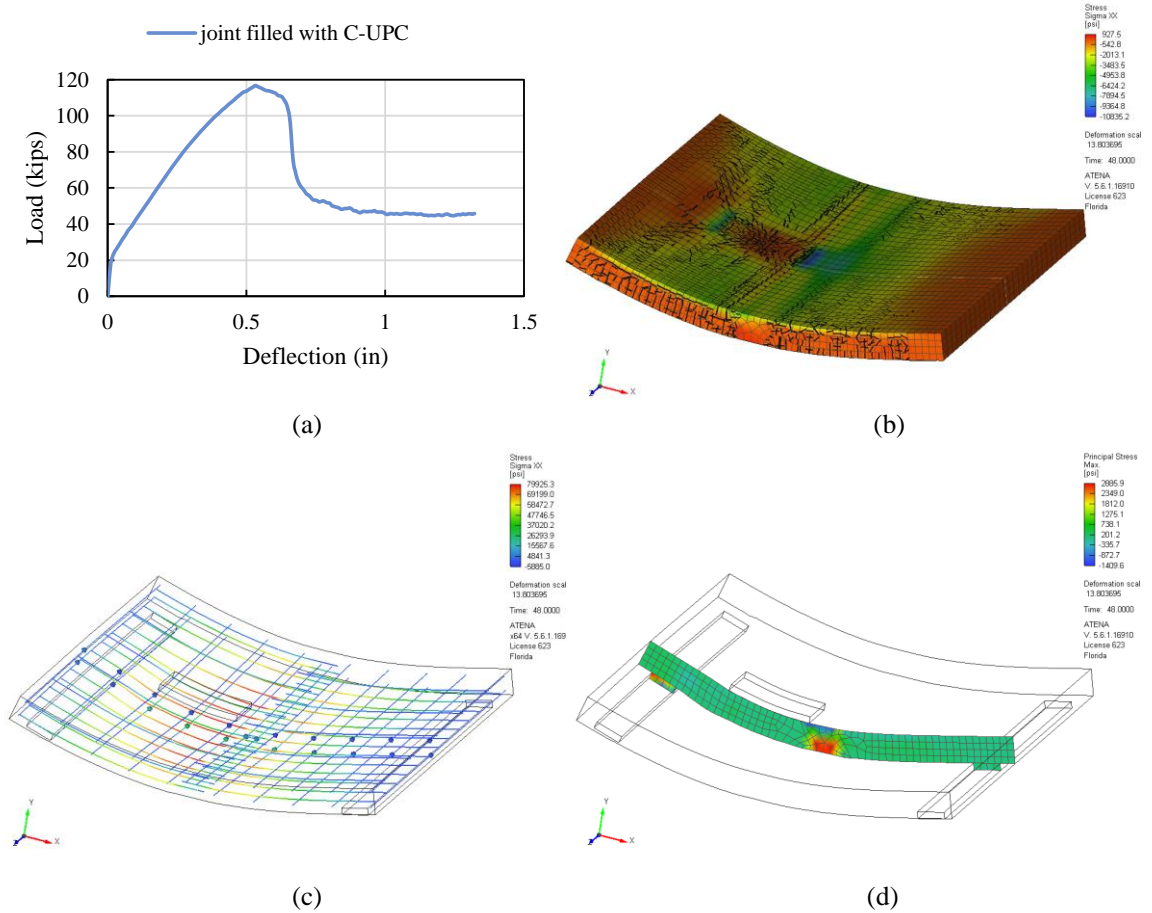 joint filled with C-UPC
120
100
80
60
40
20
0
Load (kips)
0
0.5
1
1.5
Deflection (in)
(a)
Stress
Sigma XX
[psi]
927.5
-542.8
-2013.1
-3483.5
-4953.8
-6424.2
-7894.5
-9364.8
-10835.2
Deformation scal
13.803695
Time: 48.0000
ATENA
V. 5.6.1.16910
License 623
Florida
Y
Z
X
(b)
Stress
Sigma XX
[psi]
79925.3
69199.0
58472.7
47746.5
37020.2
26293.9
15567.6
4841.3
-5885.0
Deformation scal
13.803695
Time: 48.0000
ATENA
x64 V. 5.6.1.169
License 623
Florida
Y
Z
X
(c)
Principal Stress
Max.
[psi]
2885.9
2349.0
1812.0
1275.1
738.1
201.2
-335.7
-872.7
-1409.6
Deformation scal
13.803695
Time: 48.0000
ATENA
V. 5.6.1.16910
License 623
Florida
Y
Z
X
(d)